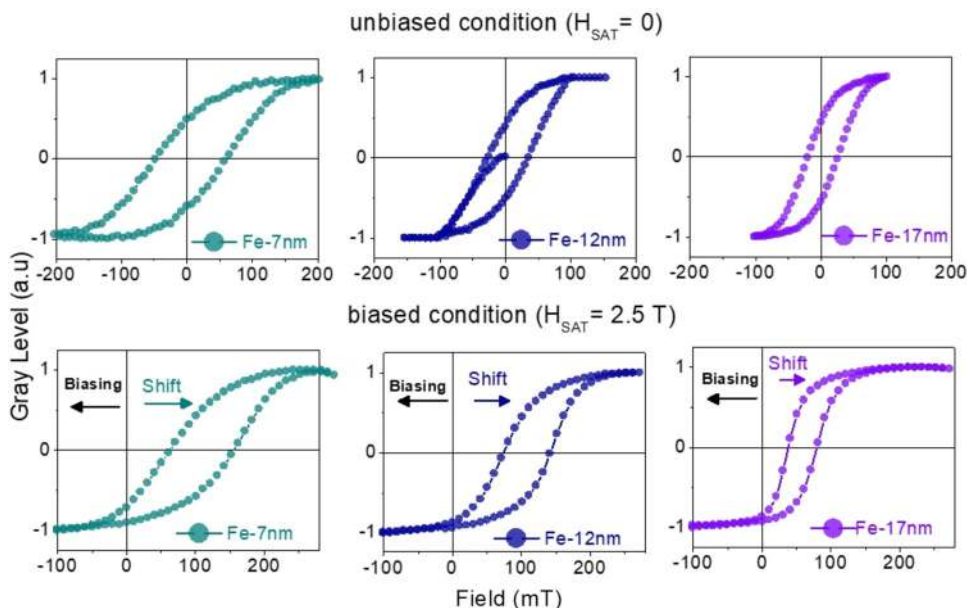 unbiased condition (H_SAT = 0)
1
0
-1
-200 -100 0 100 200
Fe-7nm
1
0
-1
-200 -100 0 100 200
Fe-12nm
1
0
-1
-200 -100 0 100 200
Fe-17nm
Gray Level (a.u)
biased condition (H_SAT = 2.5 T)
1
0
-1
Biasing
Shift
-100 0 100 200
Fe-7nm
1
0
-1
Biasing
Shift
-100 0 100 200
Fe-12nm
1
0
-1
Biasing
Shift
-100 0 100 200
Fe-17nm
Field (mT)